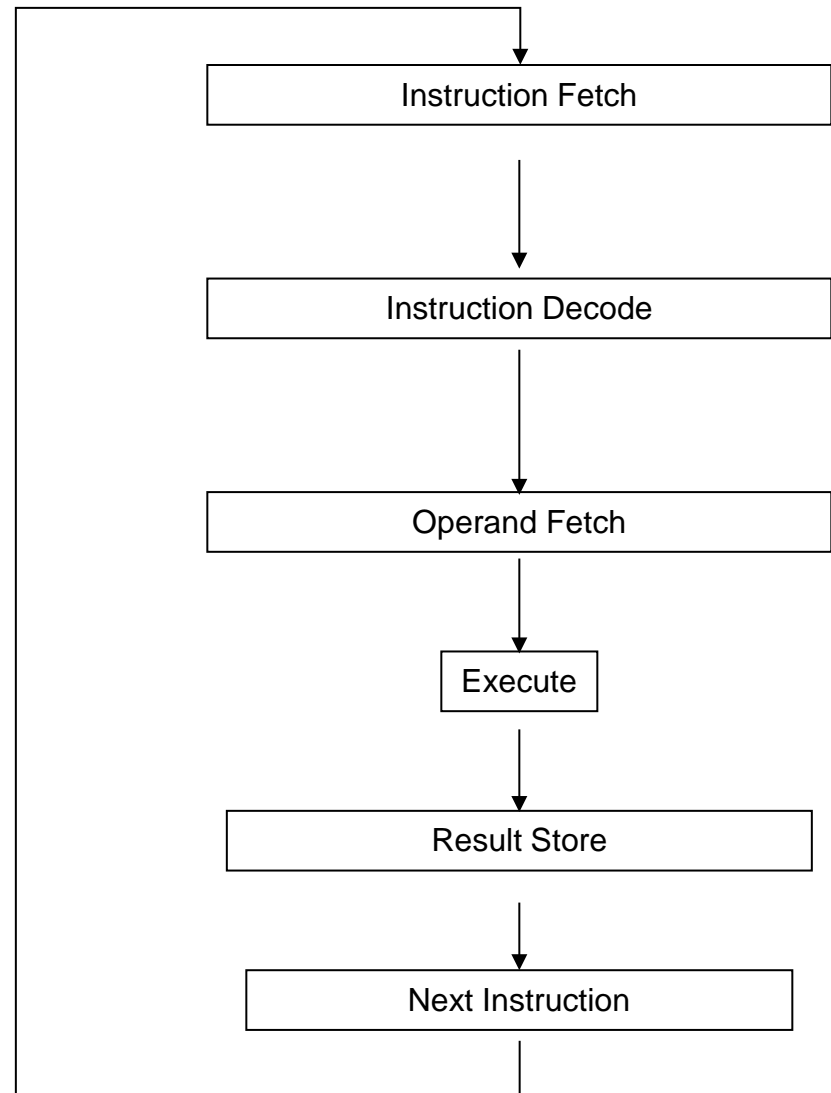 Instruction Fetch
Instruction Decode
Operand Fetch
Execute
Result Store
Next Instruction